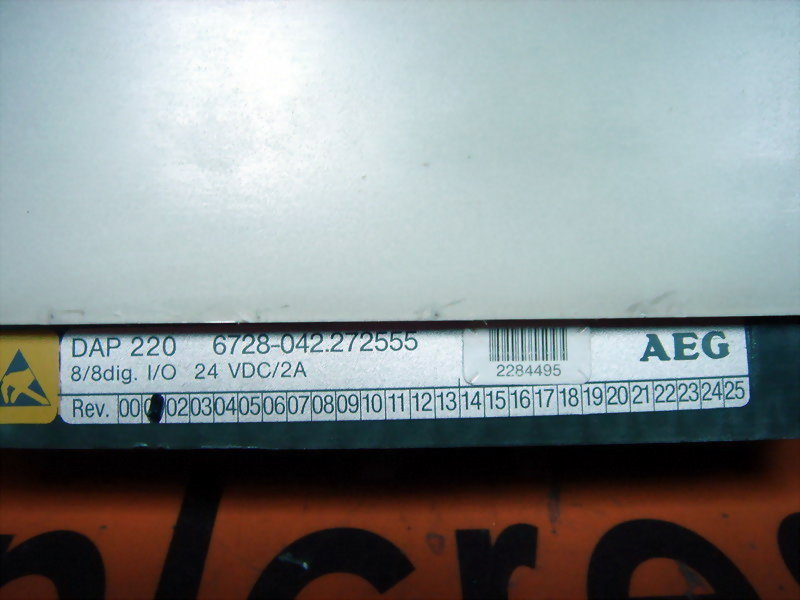 DAP 220 6728-042.272555
8/8dig. I/O 24 VDC/2A
2284495
AEG
Rev. 00 02 03 04 05 06 07 08 09 10 11 12 13 14 15 16 17 18 19 20 21 22 23 24 25
n/cre